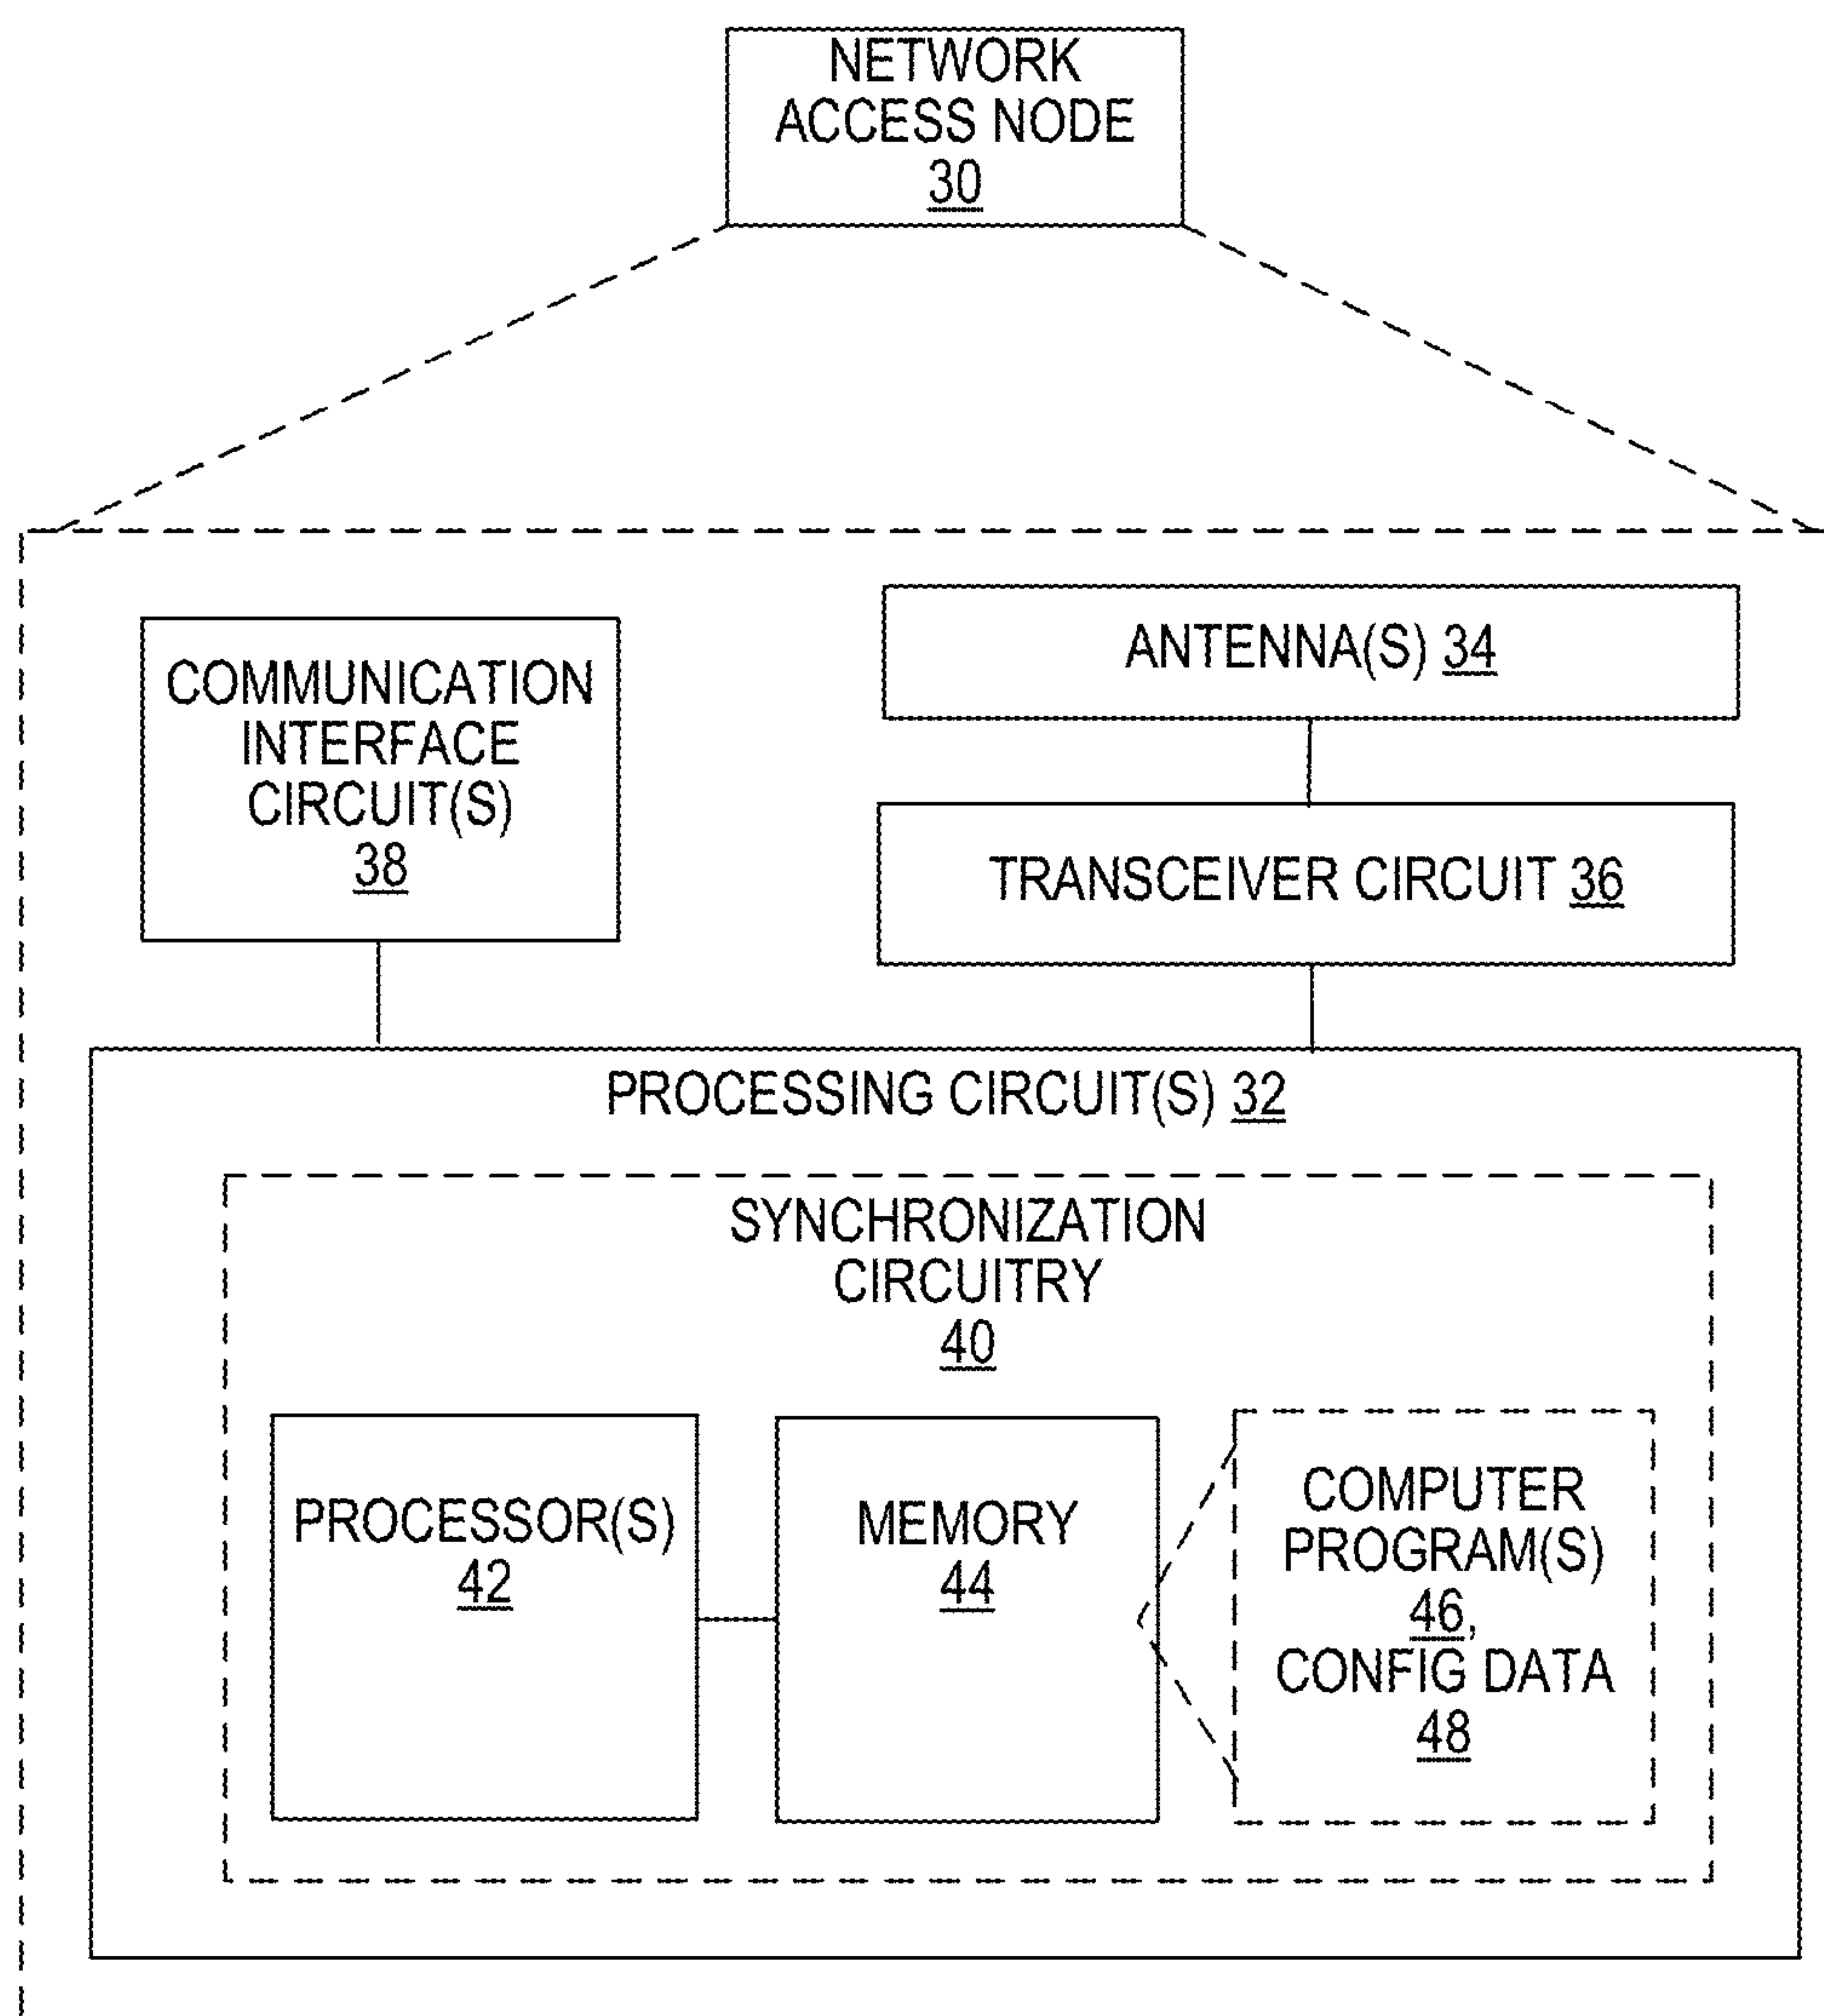 NETWORK
ACCESS NODE
30
ANTENNA(S) 34
COMMUNICATION
INTERFACE
CIRCUIT(S)
38
TRANSCEIVER CIRCUIT 36
PROCESSING CIRCUIT(S) 32
SYNCHRONIZATION
CIRCUITRY
40
PROCESSOR(S)
42
MEMORY
44
COMPUTER
PROGRAM(S)
46,
CONFIG DATA
48